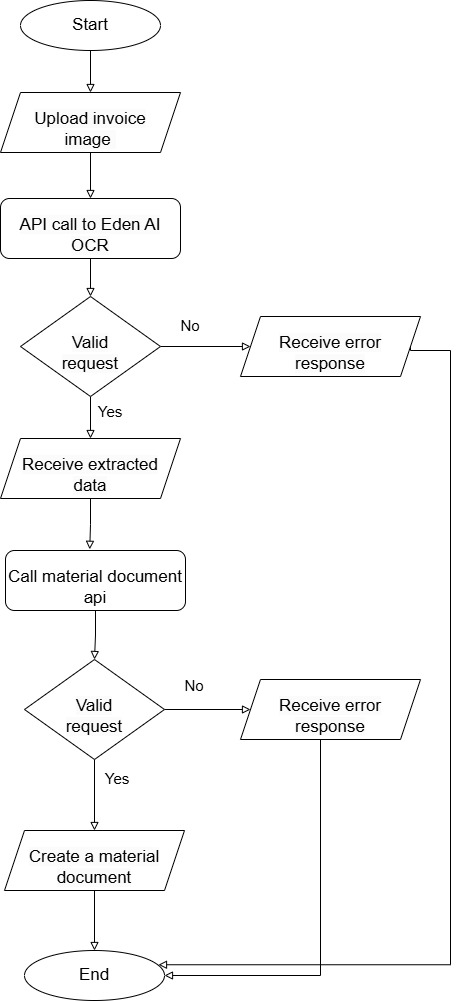 Start
Upload invoice
image
API call to Eden AI
OCR
Valid
request
No
Receive error
response
Yes
Receive extracted
data
Call material document
api
Valid
request
No
Receive error
response
Yes
Create a material
document
End